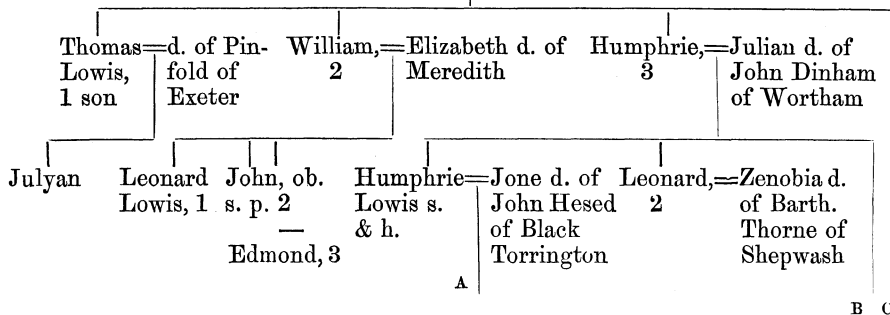 Thomas=d. of Pin- William,=Elizabeth d. of Humphrie,=Julian d. of
Lowis, fold of 2 Meredith 3 John Dinham
1 son Exeter of Wortham
Julyan Leonard John, ob. Humphrie=Jone d. of Leonard,=Zenobia d.
Lowis, 1 s. p. 2 Lowis s. John Hesed 2 of Barth.
& h. of Black Thorne of
Edmond, 3 Torrington Shepwash
A
B C